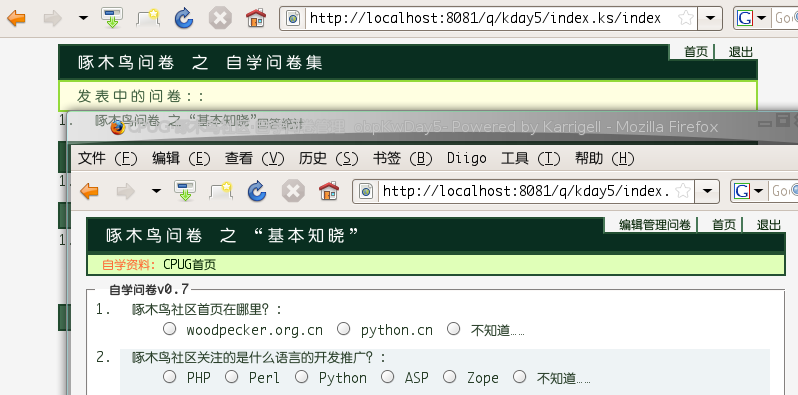 http://localhost:8081/q/kday5/index.ks/index
G
首页 | 退出
啄木鸟问卷 之 自学问卷集
发表中的问卷::
1. 啄木鸟问卷 之 “基本知晓”
Day5- Powered by Karrigell - Mozilla Firefox
文件 (F) 编辑 (E) 查看 (V) 历史 (S) 书签 (B) Diigo 工具 (T) 帮助 (H)
http://localhost:8081/q/kday5/index.
G
编辑管理问卷 | 首页 | 退出
啄木鸟问卷 之 “基本知晓”
自学资料: CPUG首页
自学问卷v0.7
1. 啄木鸟社区首页在哪里? :
woodpecker.org.cn python.cn 不知道……
2. 啄木鸟社区关注的是什么语言的开发推广? :
PHP Perl Python ASP Zope 不知道……